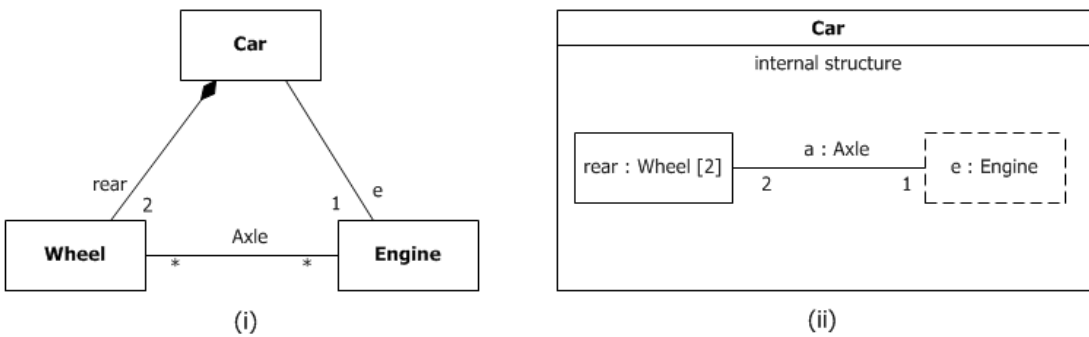 Car
rear
2
1
e
Wheel
*
Axle
*
Engine
(i)
Car
internal structure
rear : Wheel [2]
2
a : Axle
1
e : Engine
(ii)